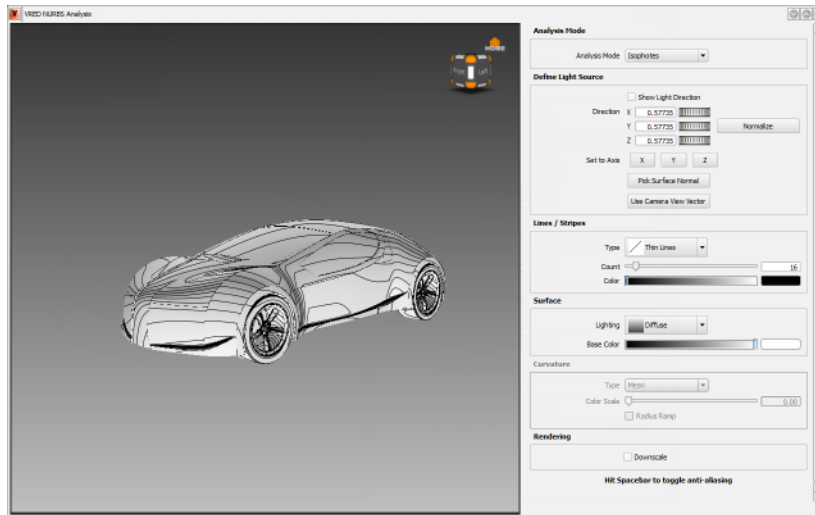 VRED NURBS Analysis
HOME
Front Left
Analysis Mode
Analysis Mode Isophotes
Define Light Source
Show Light Direction
Direction X 0.57735
Y 0.57735 Normalize
Z 0.57735
Set to Axis X Y Z
Pick Surface Normal
Use Camera View Vector
Lines / Stripes
Type Thin Lines
Count 16
Color
Surface
Lighting Diffuse
Base Color
Curvature
Type Mean
Color Scale 0.00
Radius Ramp
Rendering
Downscale
Hit Spacebar to toggle anti-aliasing